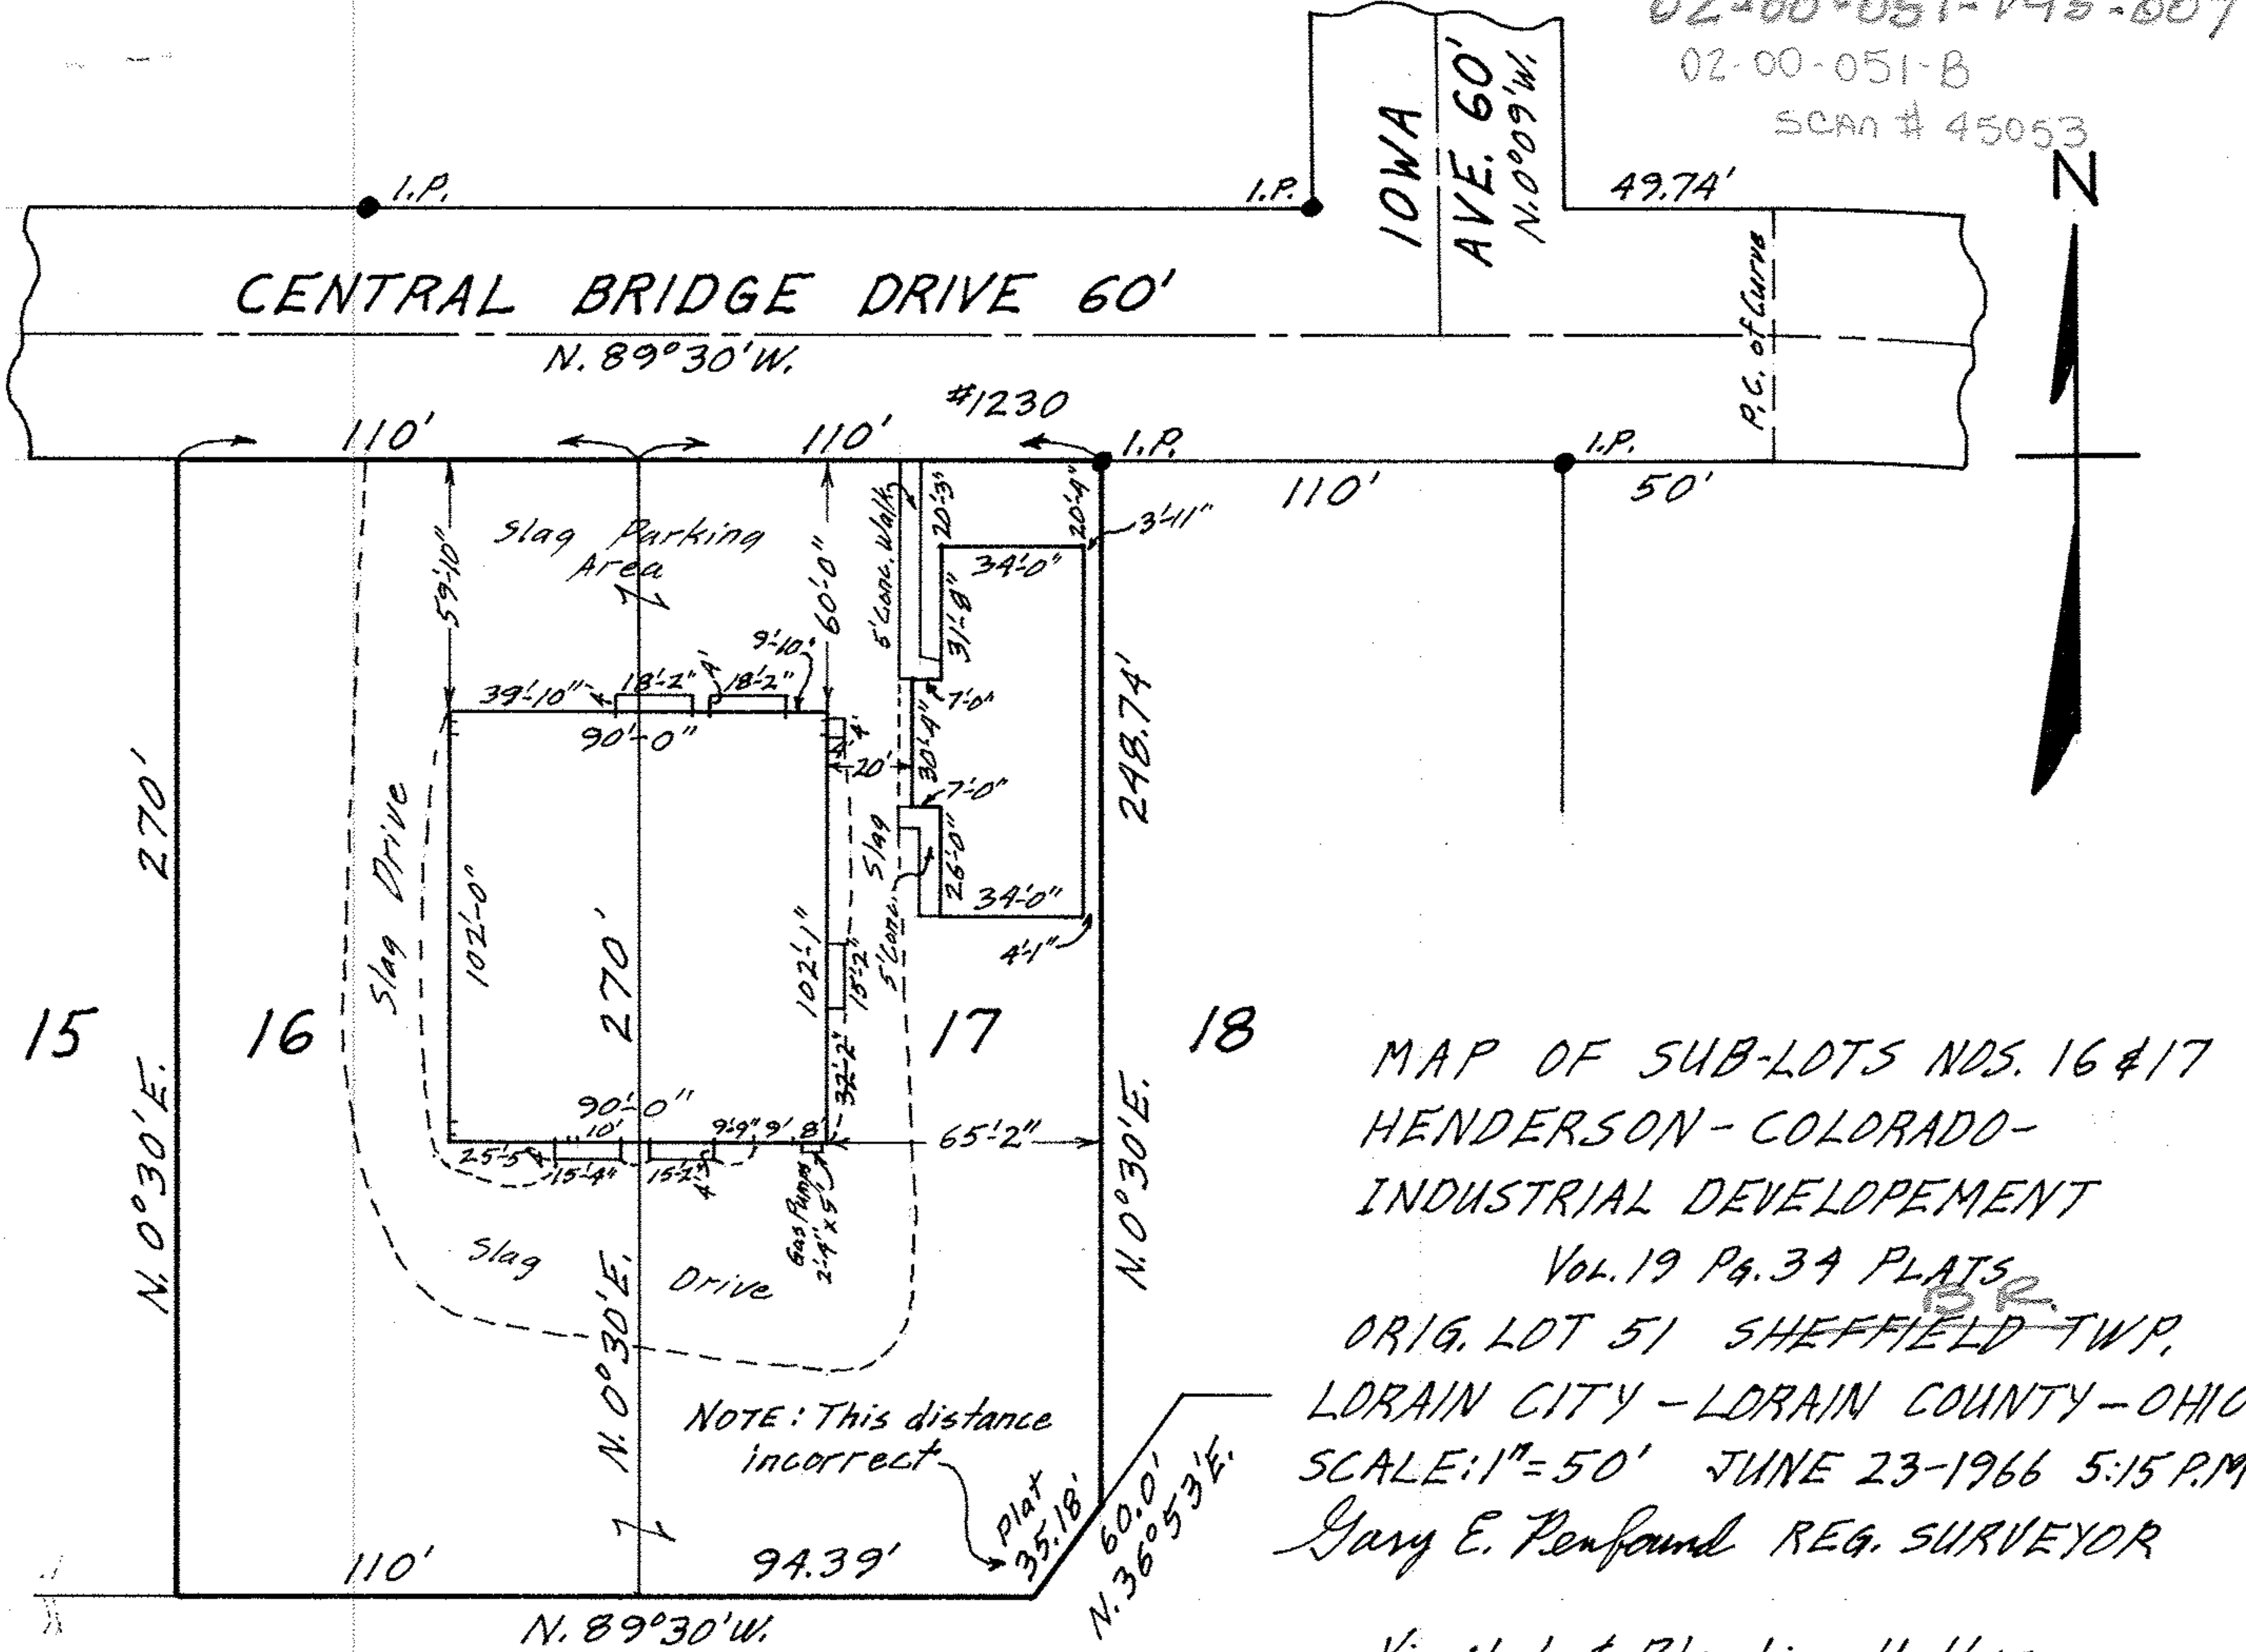 02-00-051-B
SCAN # 45053
IOWA
AVE. 60'
N.0°09'W.
N
I.P.
I.P.
49.74'
CENTRAL BRIDGE DRIVE 60'
N. 89°30'W.
P.C. of Curve
#1230
110'
110'
I.P.
I.P.
110'
50'
Slag Parking
Area
59'-10"
60'-0"
5' Conc. Walk
20'-3"
20'-4"
3'-11"
34'-0"
31'-8"
9'-10"
39'-10"
4'
18'-2"
4'
18'-2"
90'-0"
7'-0"
4'
4'
20'
30'-4"
7'-0"
248.74'
270'
Slag Drive
102'-0"
270'
102'-1"
15'-2"
Slag
5' Conc.
26'-0"
34'-0"
4'-1"
15
16
17
18
32'-2"
90'-0"
10'
9'-9"
9'
8'
65'-2"
25'-5"
4'
15'-4"
15'-2"
Gas Pumps
2'-4" x 5'
N. 0°30'E.
N. 0°30'E.
N. 0°30'E.
Slag Drive
NOTE: This distance
incorrect
Plat
35.18'
60.0'
N. 36°53'E.
110'
94.39'
N. 89°30'W.
MAP OF SUB-LOTS NOS. 16 & 17
HENDERSON - COLORADO -
INDUSTRIAL DEVELOPEMENT
VOL. 19 PG. 34 PLATS
B R.
ORIG. LOT 51 SHEFFIELD TWP.
LORAIN CITY - LORAIN COUNTY - OHIO
SCALE: 1" = 50' JUNE 23-1966 5:15 P.M
Gary E. Penfound REG. SURVEYOR